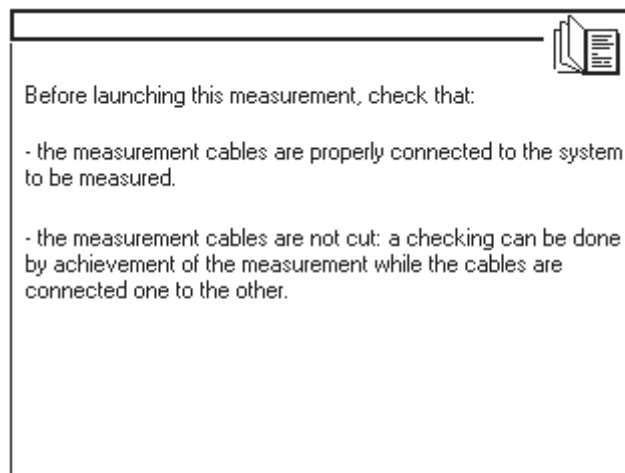 Before launching this measurement, check that:
- the measurement cables are properly connected to the system
to be measured.
- the measurement cables are not cut: a checking can be done
by achievement of the measurement while the cables are
connected one to the other.